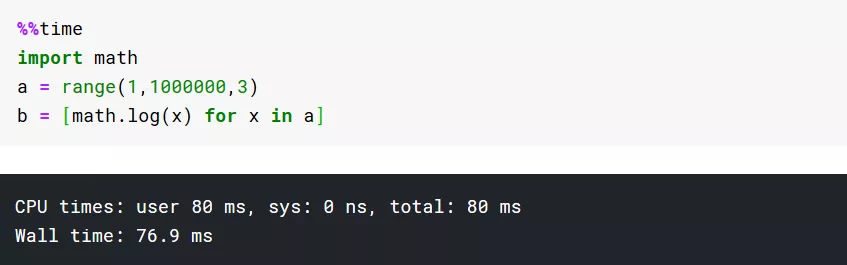 %%time
import math
a = range(1,1000000,3)
b = [math.log(x) for x in a]
CPU times: user 80 ms, sys: 0 ns, total: 80 ms
Wall time: 76.9 ms